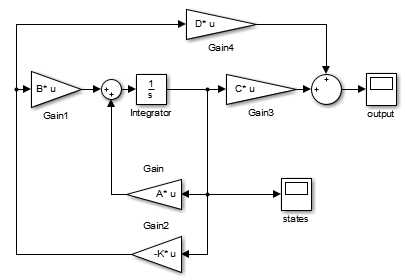 D* u
Gain4
B* u
Gain1
+
+
1
s
Integrator
C* u
Gain3
+
+
output
Gain
A* u
states
Gain2
-K* u